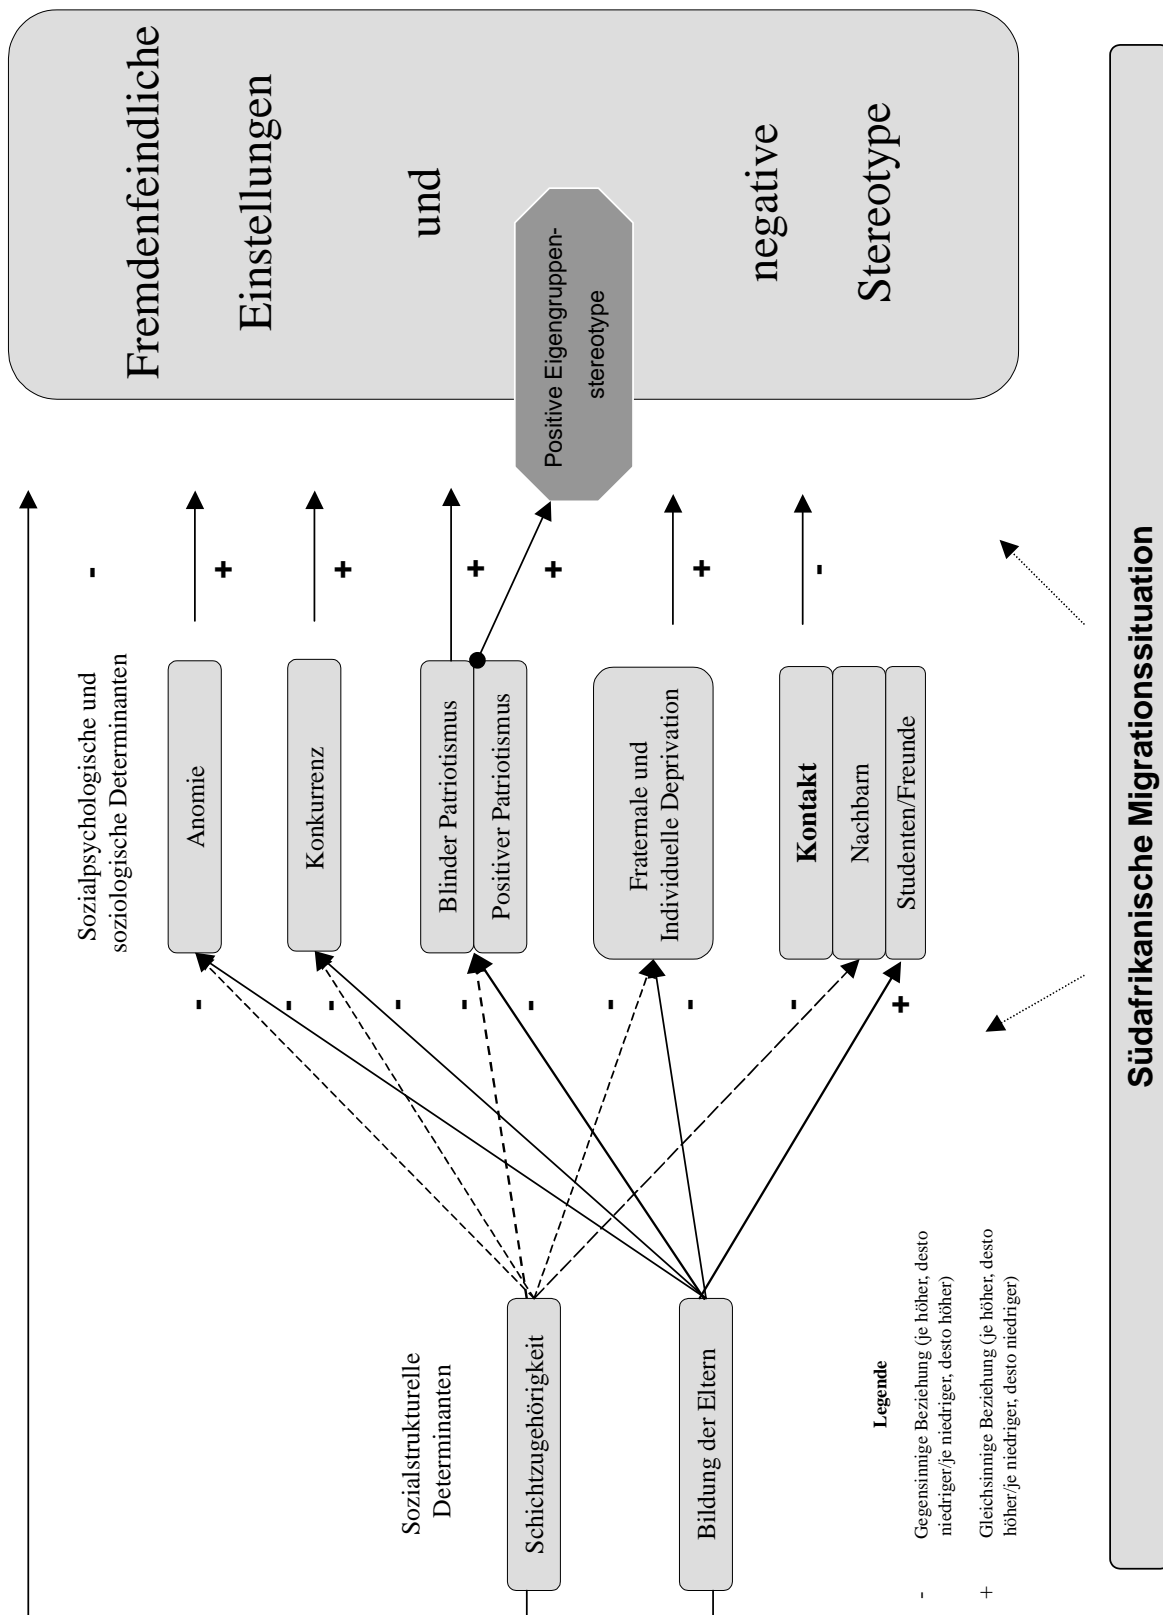 Sozialstrukturelle
Determinanten
Schichtzugehörigkeit
Bildung der Eltern
Legende
- Gegensinnige Beziehung (je höher, desto
niedriger/je niedriger, desto höher)
+ Gleichsinnige Beziehung (je höher, desto
höher/je niedriger, desto niedriger)
Sozialpsychologische und
soziologische Determinanten
Anomie
Konkurrenz
Blinder Patriotismus
Positiver Patriotismus
Fraternale und
Individuelle Deprivation
Kontakt
Nachbarn
Studenten/Freunde
-
-
-
-
-
-
-
-
-
+
-
+
+
+
+
+
-
Positive Eigengruppen-
stereotype
Fremdenfeindliche
Einstellungen
und
negative
Stereotype
Südafrikanische Migrationssituation